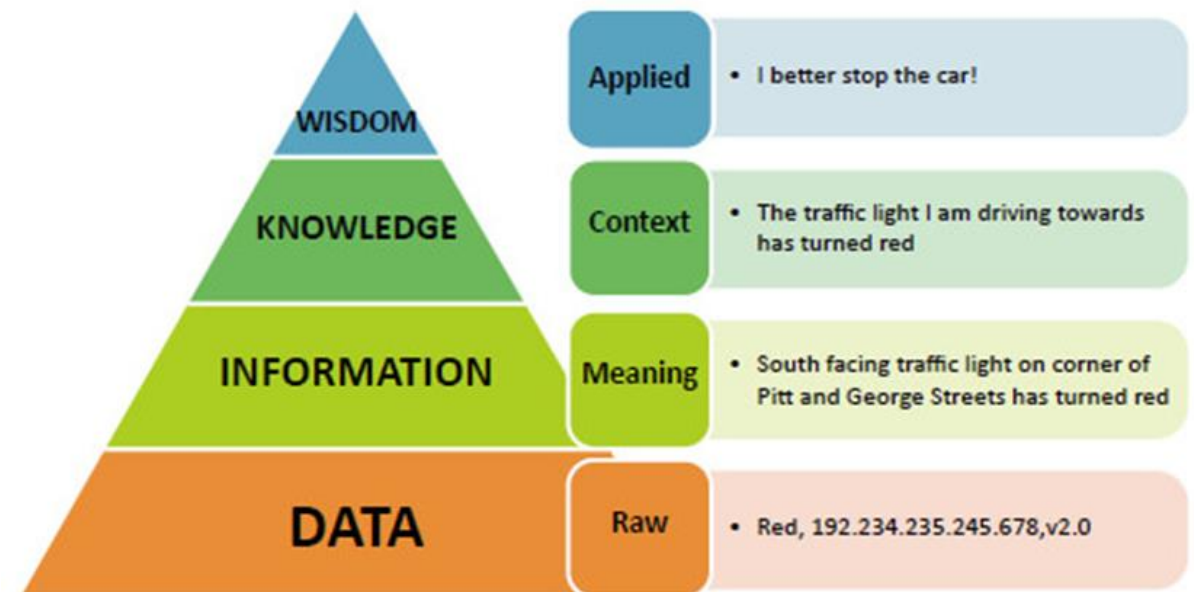 WISDOM
Applied
• I better stop the car!
KNOWLEDGE
Context
• The traffic light I am driving towards
has turned red
INFORMATION
Meaning
• South facing traffic light on corner of
Pitt and George Streets has turned red
DATA
Raw
• Red, 192.234.235.245.678,v2.0